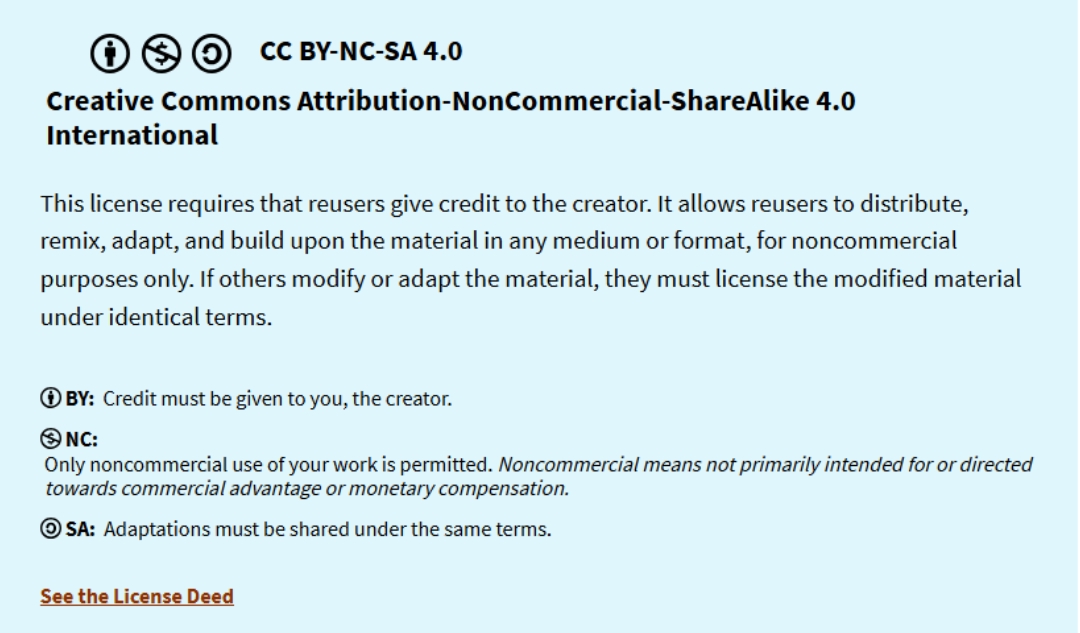 CC BY-NC-SA 4.0
Creative Commons Attribution-NonCommercial-ShareAlike 4.0
International
This license requires that reusers give credit to the creator. It allows reusers to distribute,
remix, adapt, and build upon the material in any medium or format, for noncommercial
purposes only. If others modify or adapt the material, they must license the modified material
under identical terms.
BY: Credit must be given to you, the creator.
NC:
Only noncommercial use of your work is permitted. Noncommercial means not primarily intended for or directed
towards commercial advantage or monetary compensation.
SA: Adaptations must be shared under the same terms.
See the License Deed